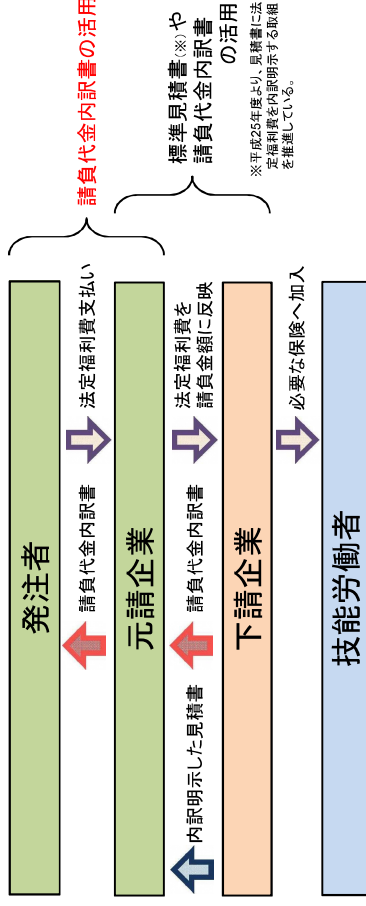 発注者
請負代金内訳書
法定福利費支払い
請負代金内訳書の活用
元請企業
内訳明示した見積書
請負代金内訳書
法定福利費を
請負金額に反映
標準見積書(※)や
請負代金内訳書
の活用
※平成25年度より、見積書に法
定福利費を内訳明示する取組
を推進している。
下請企業
必要な保険へ加入
技能労働者